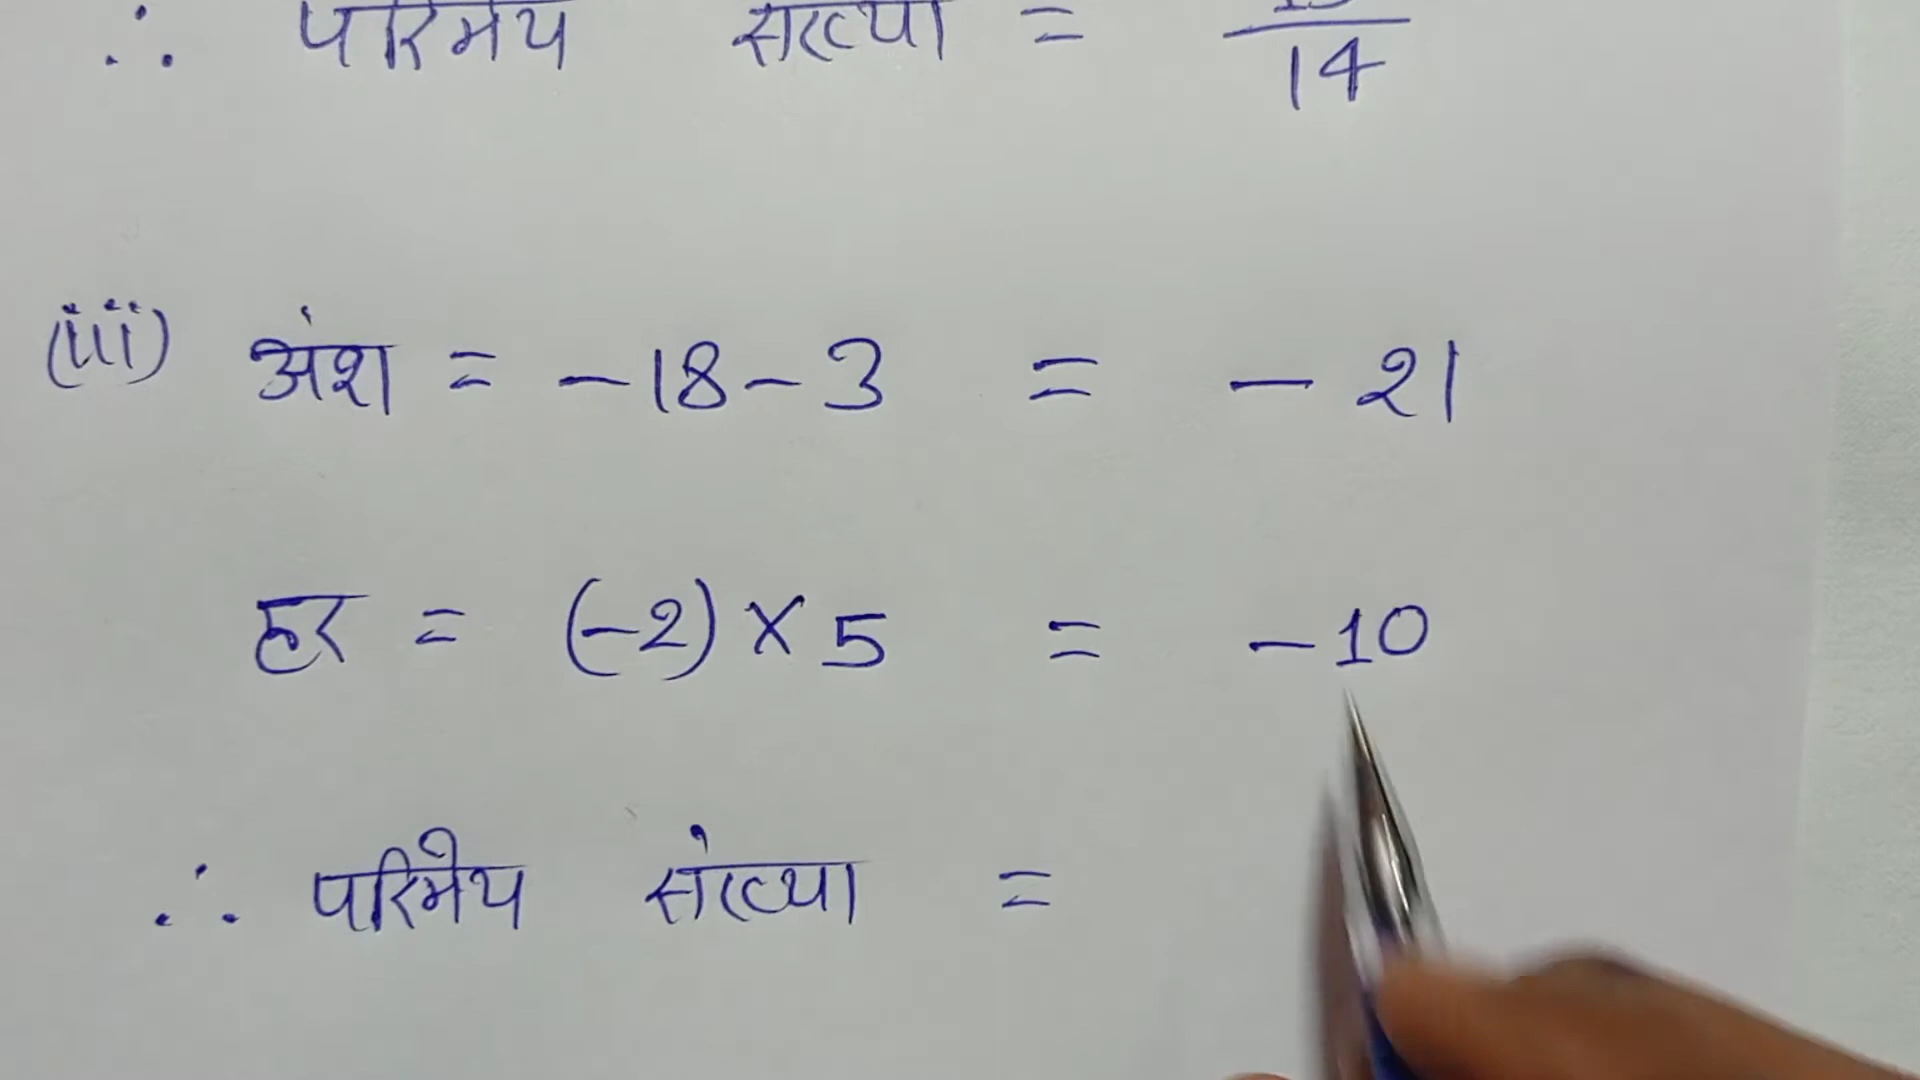 ∴ परिमेय संख्या = /14
(iii) अंश = -18-3 = - 21
हर = (-2) × 5 = -10
∴ परिमेय संख्या =